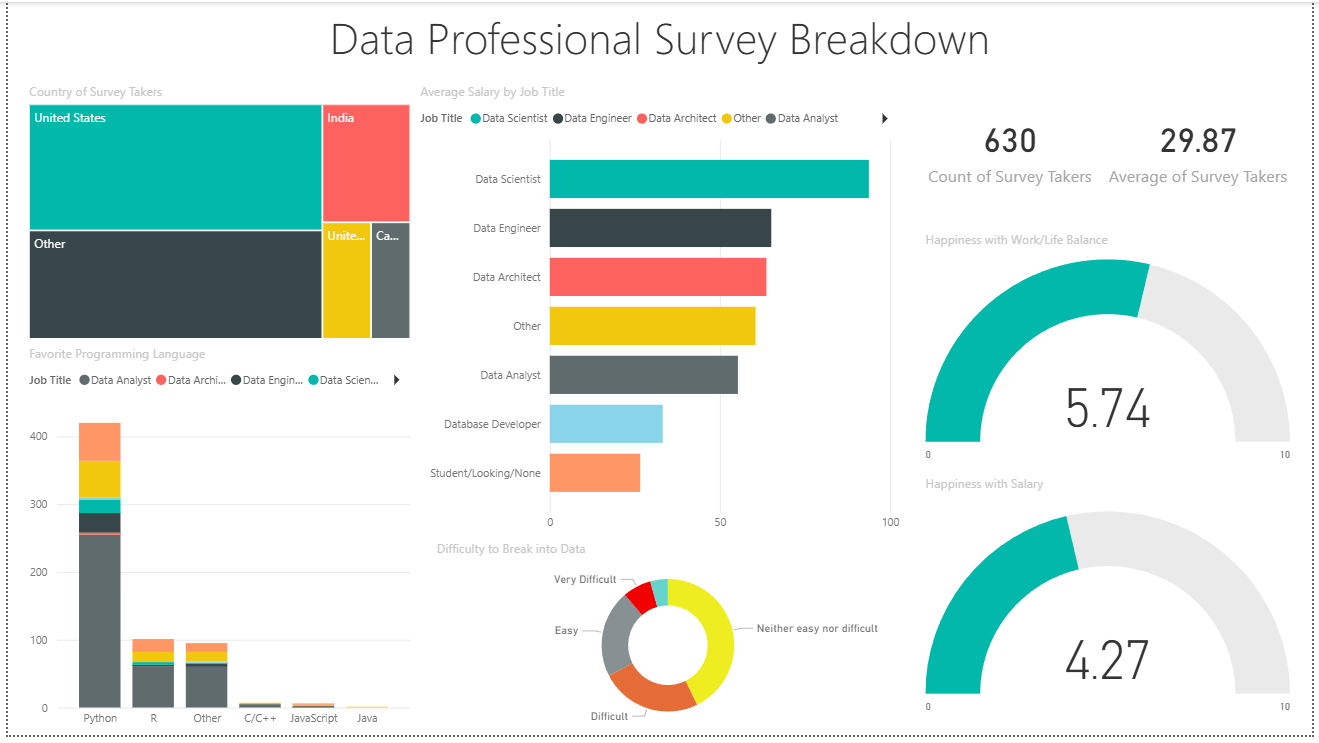 Data Professional Survey Breakdown
Country of Survey Takers
United States
India
Other
Unite...
Ca...
Favorite Programming Language
Job Title Data Analyst Data Archi... Data Engin... Data Scien...
400
300
200
100
0
Python R Other C/C++ JavaScript Java
Average Salary by Job Title
Job Title Data Scientist Data Engineer Data Architect Other Data Analyst
Data Scientist
Data Engineer
Data Architect
Other
Data Analyst
Database Developer
Student/Looking/None
0 50 100
Difficulty to Break into Data
Very Difficult
Easy
Neither easy nor difficult
Difficult
630
Count of Survey Takers
29.87
Average of Survey Takers
Happiness with Work/Life Balance
5.74
0 10
Happiness with Salary
4.27
0 10